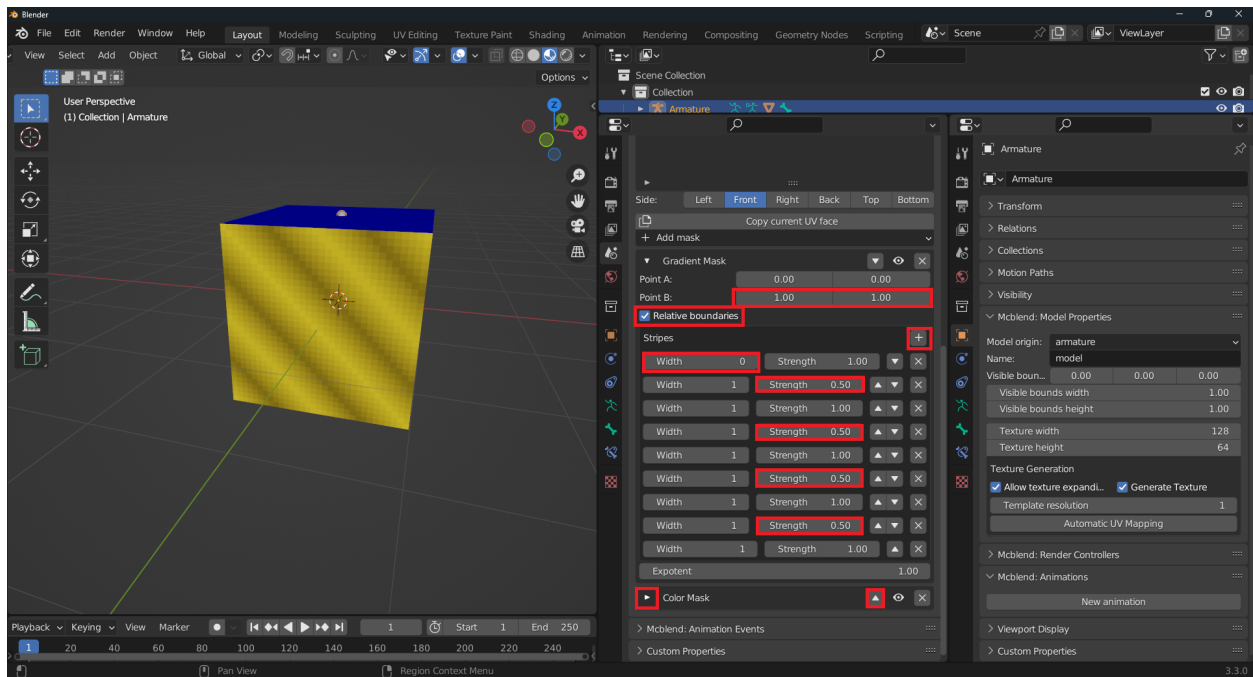 Blender
File Edit Render Window Help Layout Modeling Sculpting UV Editing Texture Paint Shading Animation Rendering Compositing Geometry Nodes Scripting Scene ViewLayer
View Select Add Object Global
Options
User Perspective
(1) Collection | Armature
Z
Y
X
Scene Collection
Collection
Armature
Side: Left Front Right Back Top Bottom
Copy current UV face
Add mask
Gradient Mask
Point A: 0.00 0.00
Point B: 1.00 1.00
Relative boundaries
Stripes
Width 0 Strength 1.00
Width 1 Strength 0.50
Width 1 Strength 1.00
Width 1 Strength 0.50
Width 1 Strength 1.00
Width 1 Strength 0.50
Width 1 Strength 1.00
Width 1 Strength 0.50
Width 1 Strength 1.00
Expotent 1.00
Color Mask
Mcblend: Animation Events
Custom Properties
Armature
Armature
Transform
Relations
Collections
Motion Paths
Visibility
Mcblend: Model Properties
Model origin: armature
Name: model
Visible boun... 0.00 0.00 0.00
Visible bounds width 1.00
Visible bounds height 1.00
Texture width 128
Texture height 64
Texture Generation
Allow texture expandi... Generate Texture
Template resolution 1
Automatic UV Mapping
Mcblend: Render Controllers
Mcblend: Animations
New animation
Viewport Display
Custom Properties
Playback Keying View Marker 1 Start 1 End 250
1 20 40 60 80 100 120 140 160 180 200 220 240
Pan View Region Context Menu 3.3.0